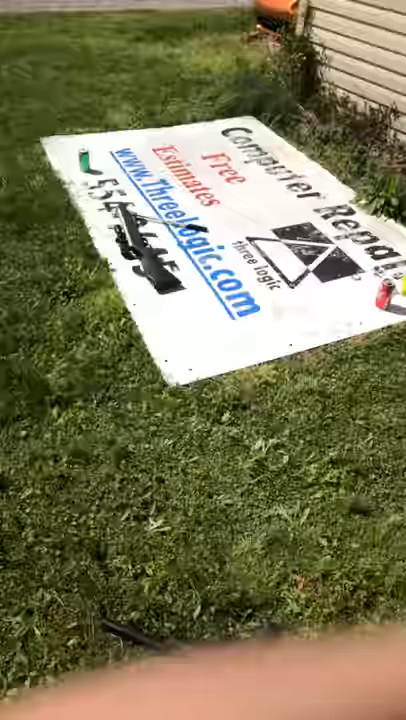 Computer Repair
Free
Estimates
three logic
www.Threelogic.com